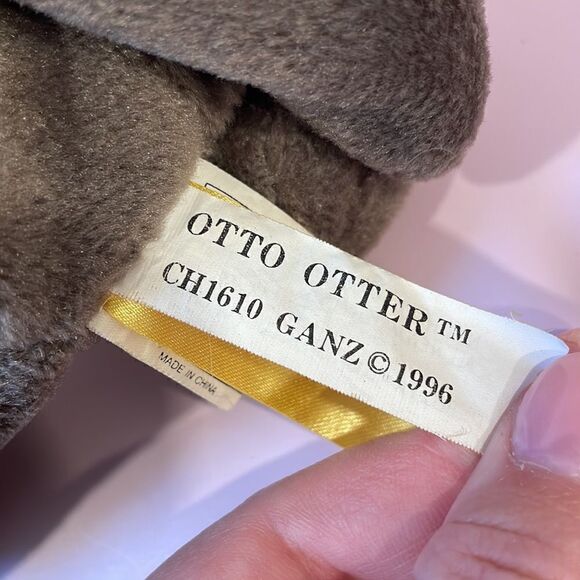 OTTO OTTER™
CH1610 GANZ © 1996
MADE IN CHINA